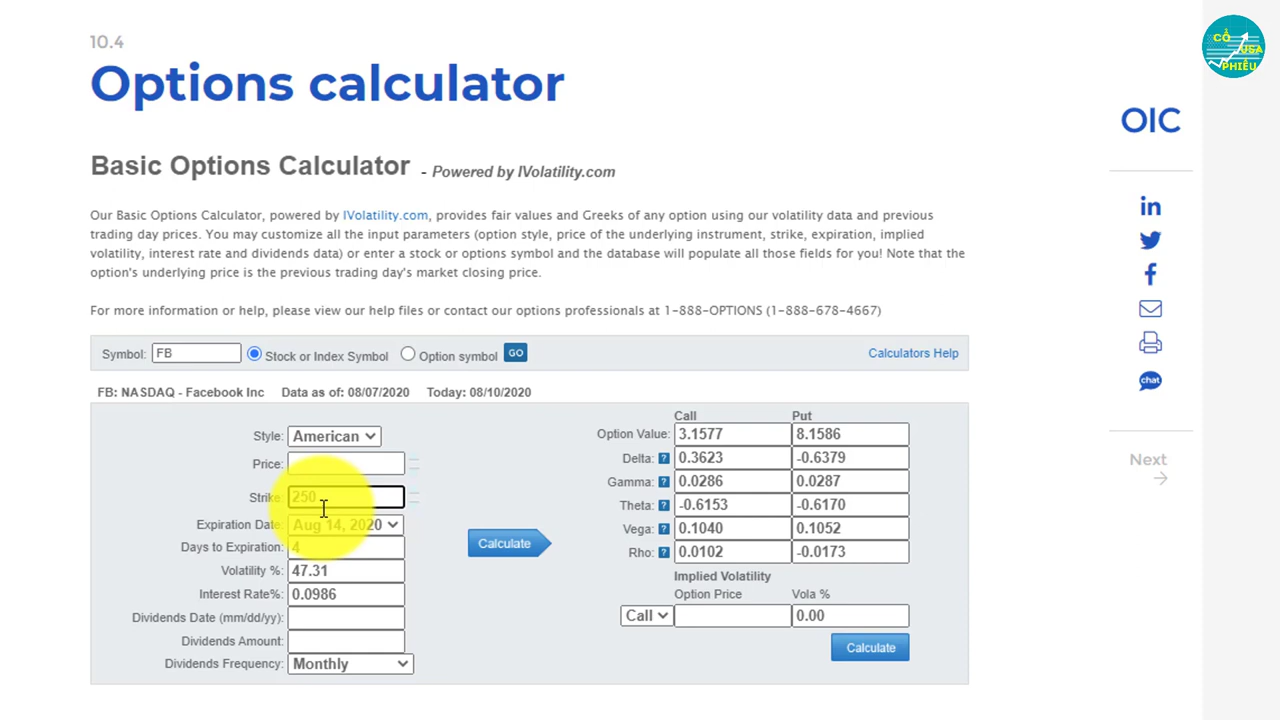 10.4
Options calculator
CỔ
USA
PHIẾU
OIC
Basic Options Calculator - Powered by IVolatility.com
Our Basic Options Calculator, powered by IVolatility.com, provides fair values and Greeks of any option using our volatility data and previous
trading day prices. You may customize all the input parameters (option style, price of the underlying instrument, strike, expiration, implied
volatility, interest rate and dividends data) or enter a stock or options symbol and the database will populate all those fields for you! Note that the
option's underlying price is the previous trading day's market closing price.
For more information or help, please view our help files or contact our options professionals at 1-888-OPTIONS (1-888-678-4667)
Symbol: FB Stock or Index Symbol Option symbol GO Calculators Help
FB: NASDAQ - Facebook Inc Data as of: 08/07/2020 Today: 08/10/2020
Style: American
Price:
Strike: 250
Expiration Date: Aug 14, 2020
Days to Expiration: 4
Volatility %: 47.31
Interest Rate%: 0.0986
Dividends Date (mm/dd/yy):
Dividends Amount:
Dividends Frequency: Monthly
Calculate
Call Put
Option Value: 3.1577 8.1586
Delta: ? 0.3623 -0.6379
Gamma: ? 0.0286 0.0287
Theta: ? -0.6153 -0.6170
Vega: ? 0.1040 0.1052
Rho: ? 0.0102 -0.0173
Implied Volatility
Option Price Vola %
Call 0.00
Calculate
in
f
chat
Next